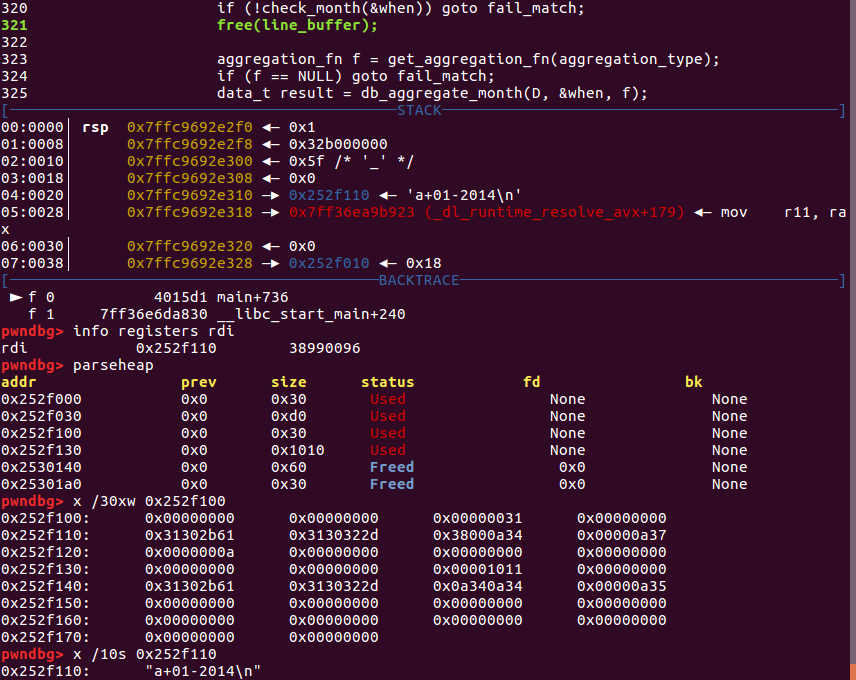 320                     if (!check_month(&when)) goto fail_match;
321                     free(line_buffer);
322
323                     aggregation_fn f = get_aggregation_fn(aggregation_type);
324                     if (f == NULL) goto fail_match;
325                     data_t result = db_aggregate_month(D, &when, f);
[─────────────────────────────────STACK─────────────────────────────────]
00:0000│ rsp  0x7ffc9692e2f0 ◂— 0x1
01:0008│      0x7ffc9692e2f8 ◂— 0x32b000000
02:0010│      0x7ffc9692e300 ◂— 0x5f /* '_' */
03:0018│      0x7ffc9692e308 ◂— 0x0
04:0020│      0x7ffc9692e310 —▸ 0x252f110 ◂— 'a+01-2014\n'
05:0028│      0x7ffc9692e318 —▸ 0x7ff36ea9b923 (_dl_runtime_resolve_avx+179) ◂— mov    r11, ra
x
06:0030│      0x7ffc9692e320 ◂— 0x0
07:0038│      0x7ffc9692e328 —▸ 0x252f010 ◂— 0x18
[───────────────────────────────BACKTRACE───────────────────────────────]
 ► f 0           4015d1 main+736
   f 1     7ff36e6da830 __libc_start_main+240
pwndbg> info registers rdi
rdi            0x252f110        38990096
pwndbg> parseheap
addr                prev      size      status            fd                bk
0x252f000           0x0       0x30       Used                None              None
0x252f030           0x0       0xd0       Used                None              None
0x252f100           0x0       0x30       Used                None              None
0x252f130           0x0       0x1010     Used                None              None
0x2530140           0x0       0x60       Freed                0x0              None
0x25301a0           0x0       0x30       Freed                0x0              None
pwndbg> x /30xw 0x252f100
0x252f100:      0x00000000      0x00000000      0x00000031      0x00000000
0x252f110:      0x31302b61      0x3130322d      0x38000a34      0x00000a37
0x252f120:      0x0000000a      0x00000000      0x00000000      0x00000000
0x252f130:      0x00000000      0x00000000      0x00001011      0x00000000
0x252f140:      0x31302b61      0x3130322d      0x0a340a34      0x00000a35
0x252f150:      0x00000000      0x00000000      0x00000000      0x00000000
0x252f160:      0x00000000      0x00000000      0x00000000      0x00000000
0x252f170:      0x00000000      0x00000000
pwndbg> x /10s 0x252f110
0x252f110:      "a+01-2014\n"